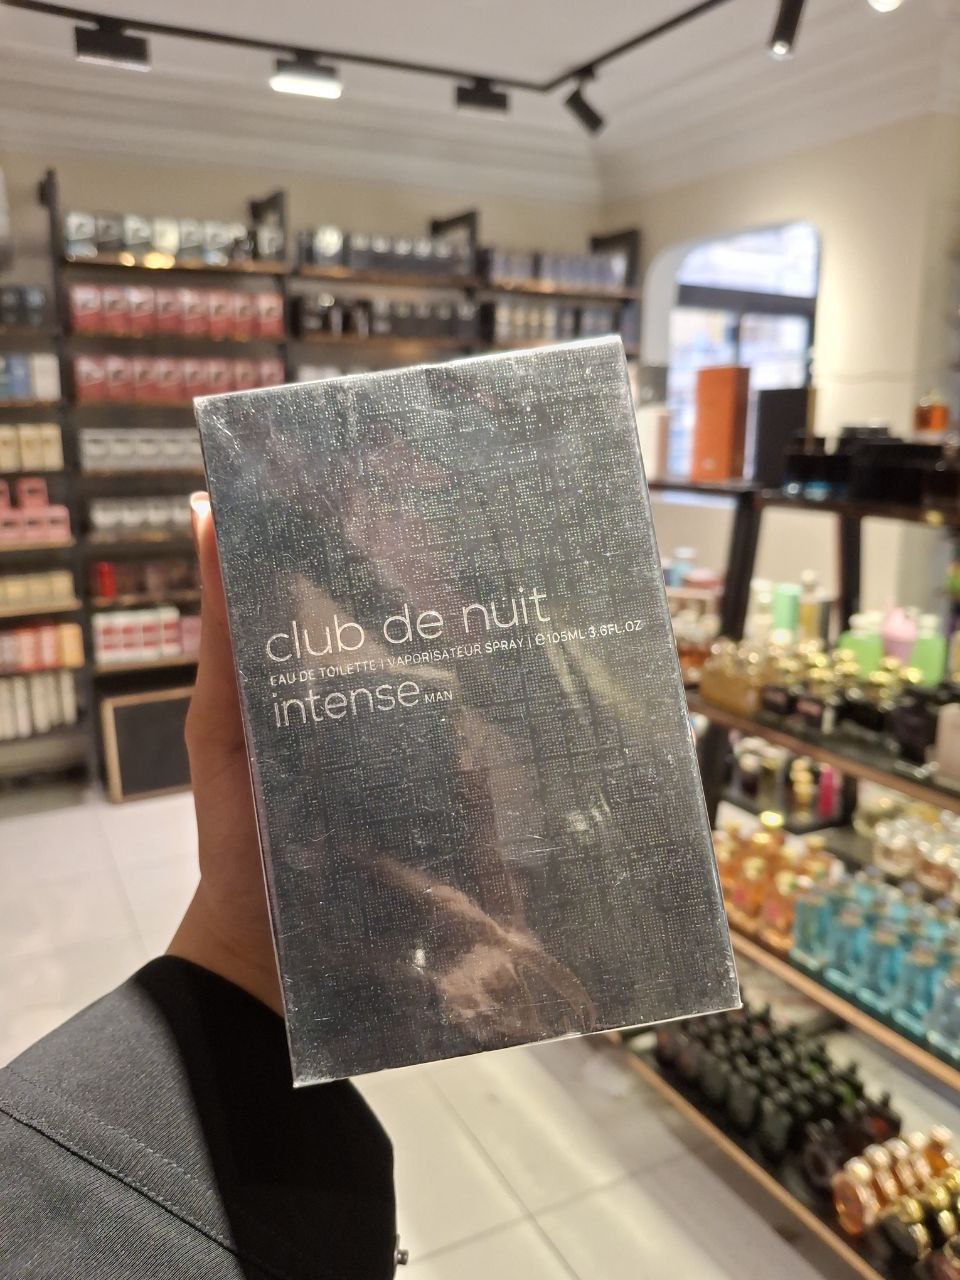 club de nuit
EAU DE TOILETTE | VAPORISATEUR SPRAY | ℮105ML 3.6FL.OZ
intense MAN